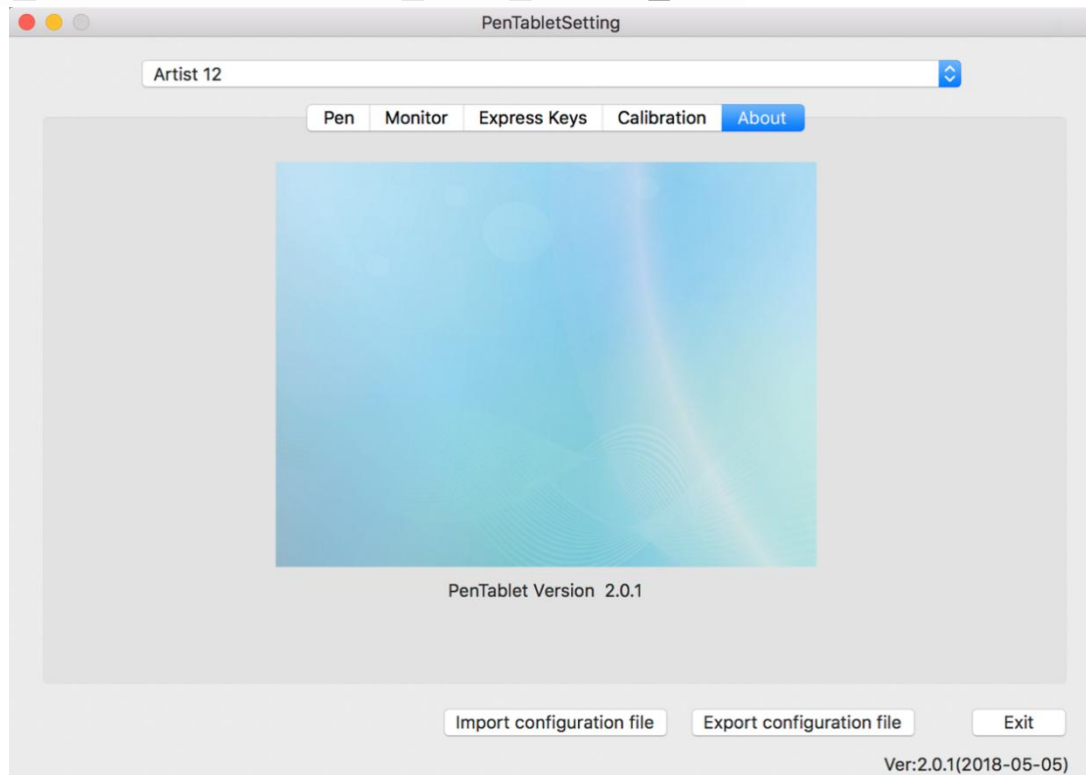 PenTabletSetting
Artist 12
Pen Monitor Express Keys Calibration About
PenTablet Version 2.0.1
Import configuration file Export configuration file Exit
Ver:2.0.1(2018-05-05)